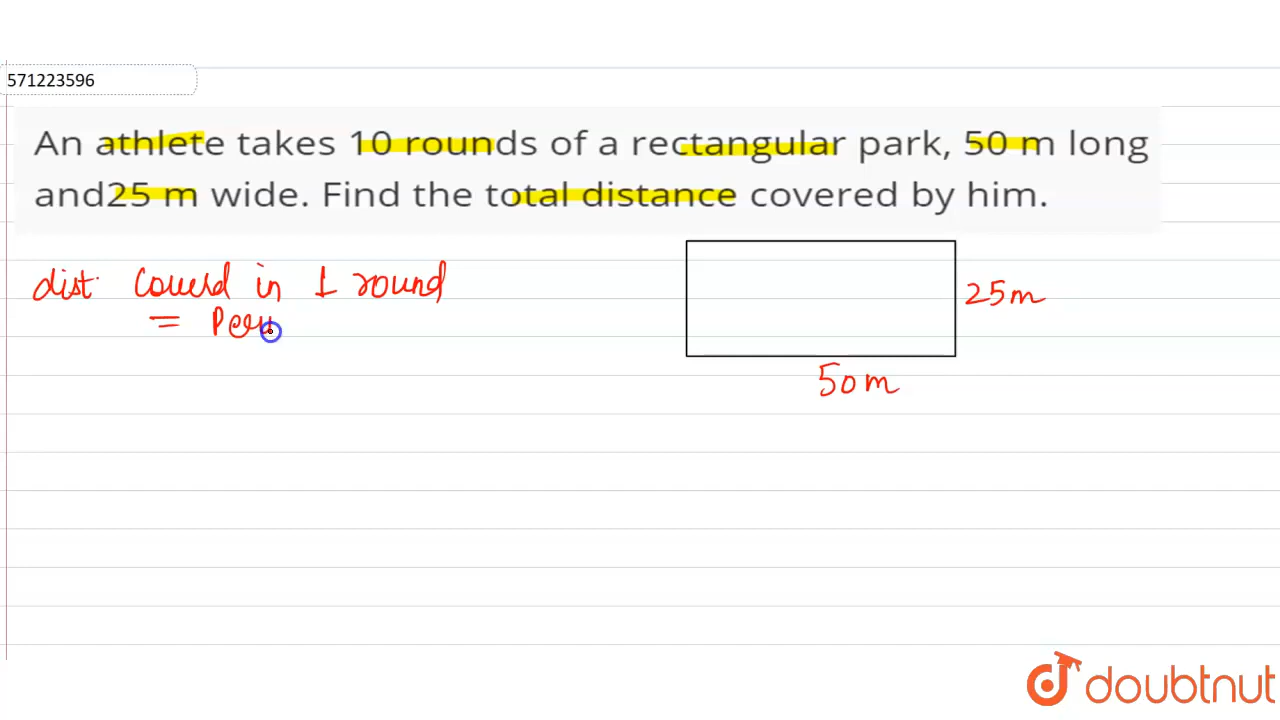 571223596
An athlete takes 10 rounds of a rectangular park, 50 m long
and25 m wide. Find the total distance covered by him.
dist. Coverd in 1 round
= Peri
25m
50m
doubtnut